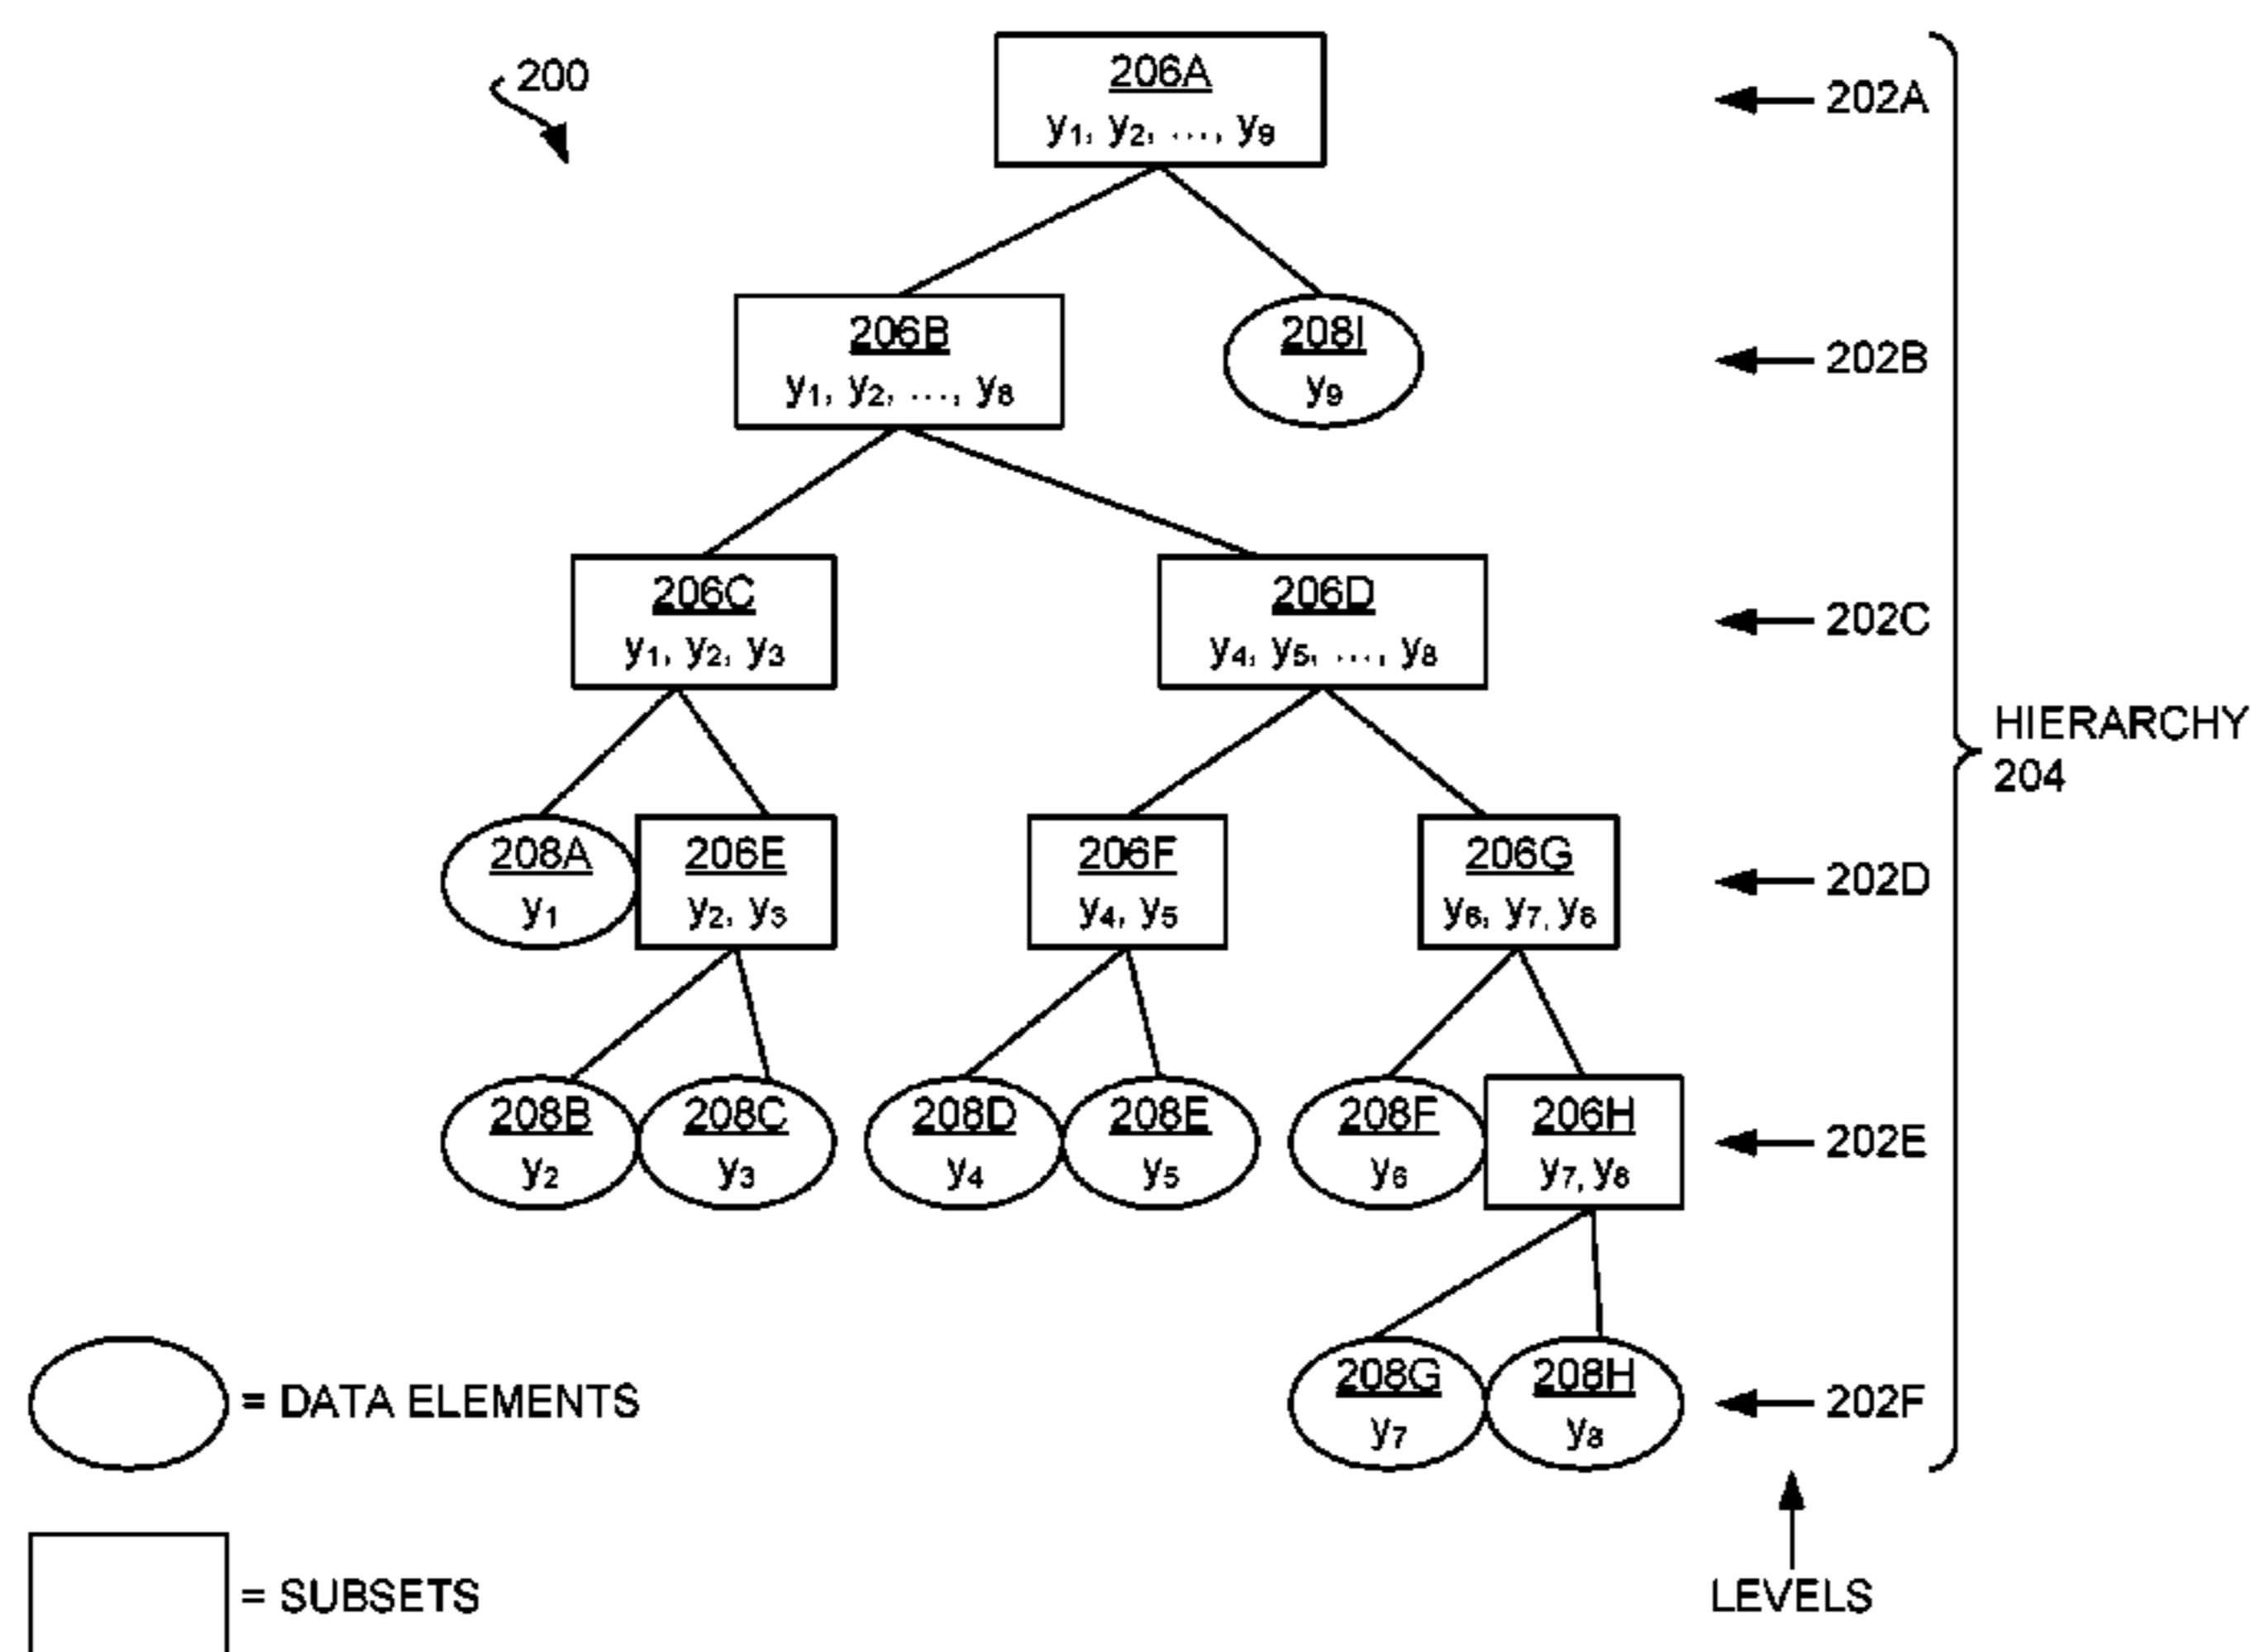 200
206A
y₁, y₂, ..., y₉
202A
206B
y₁, y₂, ..., y₈
208I
y₉
202B
206C
y₁, y₂, y₃
206D
y₄, y₅, ..., y₈
202C
HIERARCHY
204
208A
y₁
206E
y₂, y₃
206F
y₄, y₅
206G
y₆, y₇, y₈
202D
208B
y₂
208C
y₃
208D
y₄
208E
y₅
208F
y₆
206H
y₇, y₈
202E
208G
y₇
208H
y₈
202F
= DATA ELEMENTS
= SUBSETS
LEVELS